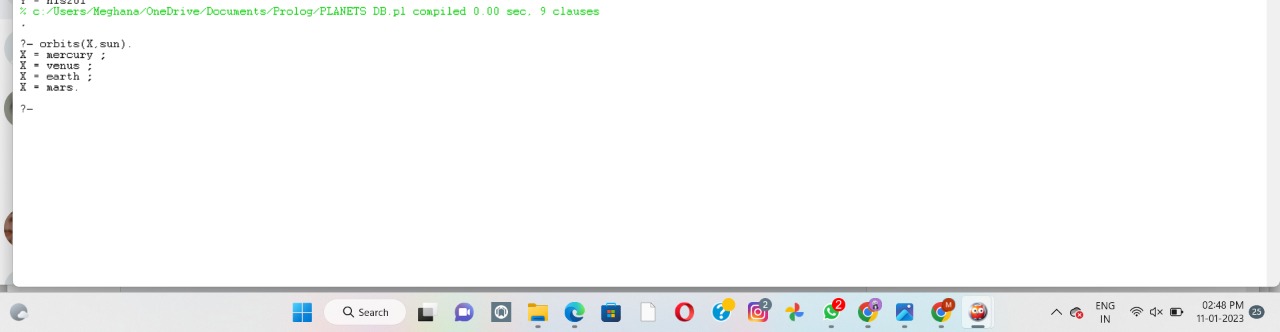 % c:/Users/Meghana/OneDrive/Documents/Prolog/PLANETS DB.pl compiled 0.00 sec, 9 clauses
?- orbits(X,sun).
X = mercury ;
X = venus ;
X = earth ;
X = mars.
?-
Search
2
2
M
ENG
IN
02:48 PM
11-01-2023
25